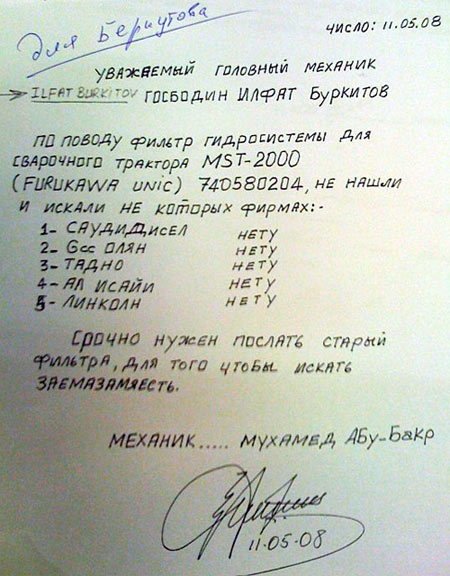 для Беркутова
число: 11.05.08
Уважаемый головный механик
ILFAT BURKITOV господин Илфат Буркитов
По поводу фильтр гидросистемы для
сварочного трактора MST-2000
(FURUKAWA UNIC) 740580204, не нашли
и искали не которых фирмах:-
1- Саудидисел нету
2- Gcc Олян нету
3- Тадно нету
4- Ал Исайи нету
5- Линколн нету
Срочно нужен послать старый
фильтра, для того чтобы искать
заемазамяесть.
Механик..... Мухамед Абу-Бакр
11.05.08